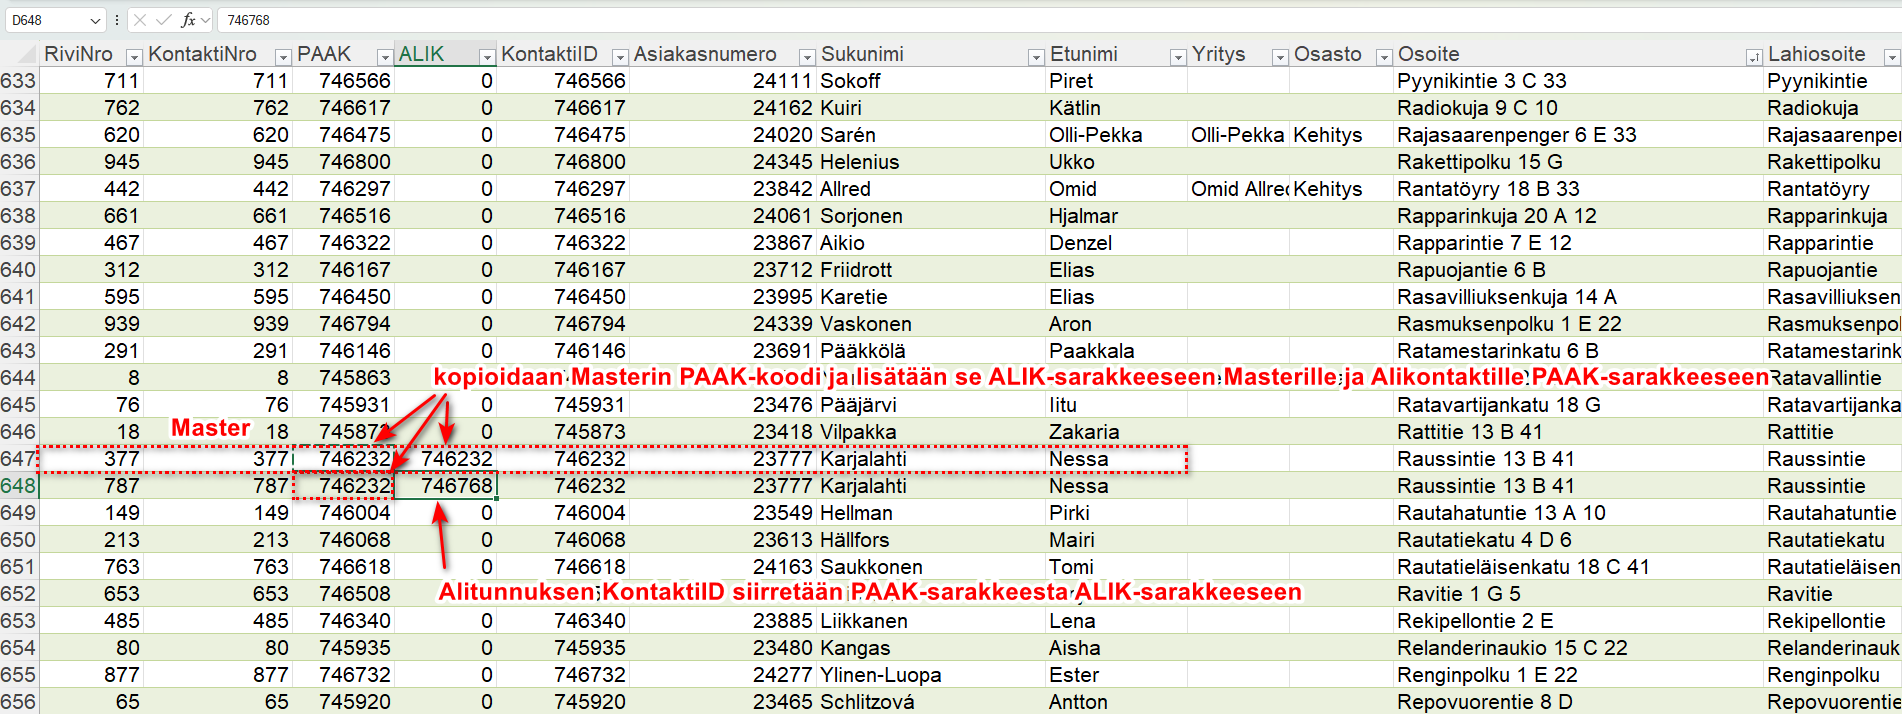 D648 fx 746768
RiviNro KontaktiNro PAAK ALIK KontaktiID Asiakasnumero Sukunimi Etunimi Yritys Osasto Osoite Lahiosoite
633 711 711 746566 0 746566 24111 Sokoff Piret Pyynikintie 3 C 33 Pyynikintie
634 762 762 746617 0 746617 24162 Kuiri Kätlin Radiokuja 9 C 10 Radiokuja
635 620 620 746475 0 746475 24020 Sarén Olli-Pekka Olli-Pekka Kehitys Rajasaarenpenger 6 E 33 Rajasaarenpen
636 945 945 746800 0 746800 24345 Helenius Ukko Rakettipolku 15 G Rakettipolku
637 442 442 746297 0 746297 23842 Allred Omid Omid Allred Kehitys Rantatöyry 18 B 33 Rantatöyry
638 661 661 746516 0 746516 24061 Sorjonen Hjalmar Rapparinkuja 20 A 12 Rapparinkuja
639 467 467 746322 0 746322 23867 Aikio Denzel Rapparintie 7 E 12 Rapparintie
640 312 312 746167 0 746167 23712 Friidrott Elias Rapuojantie 6 B Rapuojantie
641 595 595 746450 0 746450 23995 Karetie Elias Rasavilliuksenkuja 14 A Rasavilliuksen
642 939 939 746794 0 746794 24339 Vaskonen Aron Rasmuksenpolku 1 E 22 Rasmuksenpol
643 291 291 746146 0 746146 23691 Pääkkölä Paakkala Ratamestarinkatu 6 B Ratamestarink
644 8 8 745863 Ratavallintie
kopioidaan Masterin PAAK-koodi ja lisätään se ALIK-sarakkeeseen Masterille ja Alikontaktille PAAK-sarakkeeseen
645 76 76 745931 0 745931 23476 Pääjärvi Iitu Ratavartijankatu 18 G Ratavartijanka
Master
646 18 18 745873 0 745873 23418 Vilpakka Zakaria Rattitie 13 B 41 Rattitie
647 377 377 746232 746232 746232 23777 Karjalahti Nessa Raussintie 13 B 41 Raussintie
648 787 787 746232 746768 746232 23777 Karjalahti Nessa Raussintie 13 B 41 Raussintie
649 149 149 746004 0 746004 23549 Hellman Pirki Rautahatuntie 13 A 10 Rautahatuntie
650 213 213 746068 0 746068 23613 Hällfors Mairi Rautatiekatu 4 D 6 Rautatiekatu
651 763 763 746618 0 746618 24163 Saukkonen Tomi Rautatieläisenkatu 18 C 41 Rautatieläisen
652 653 653 746508 Ravitie 1 G 5 Ravitie
Alitunnuksen KontaktiID siirretään PAAK-sarakkeesta ALIK-sarakkeeseen
653 485 485 746340 0 746340 23885 Liikkanen Lena Rekipellontie 2 E Rekipellontie
654 80 80 745935 0 745935 23480 Kangas Aisha Relanderinaukio 15 C 22 Relanderinauk
655 877 877 746732 0 746732 24277 Ylinen-Luopa Ester Renginpolku 1 E 22 Renginpolku
656 65 65 745920 0 745920 23465 Schlitzová Antton Repovuorentie 8 D Repovuorentie